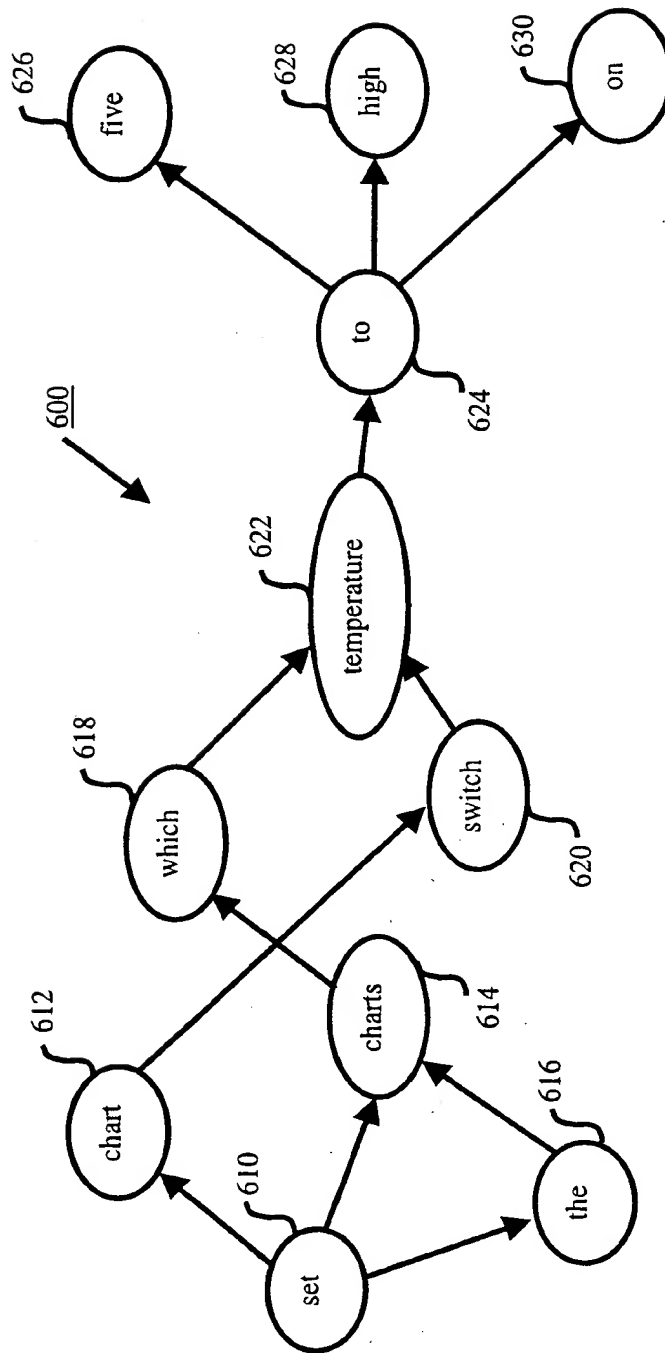 600
610
set
612
chart
614
charts
616
the
618
which
620
switch
622
temperature
624
to
626
five
628
high
630
on